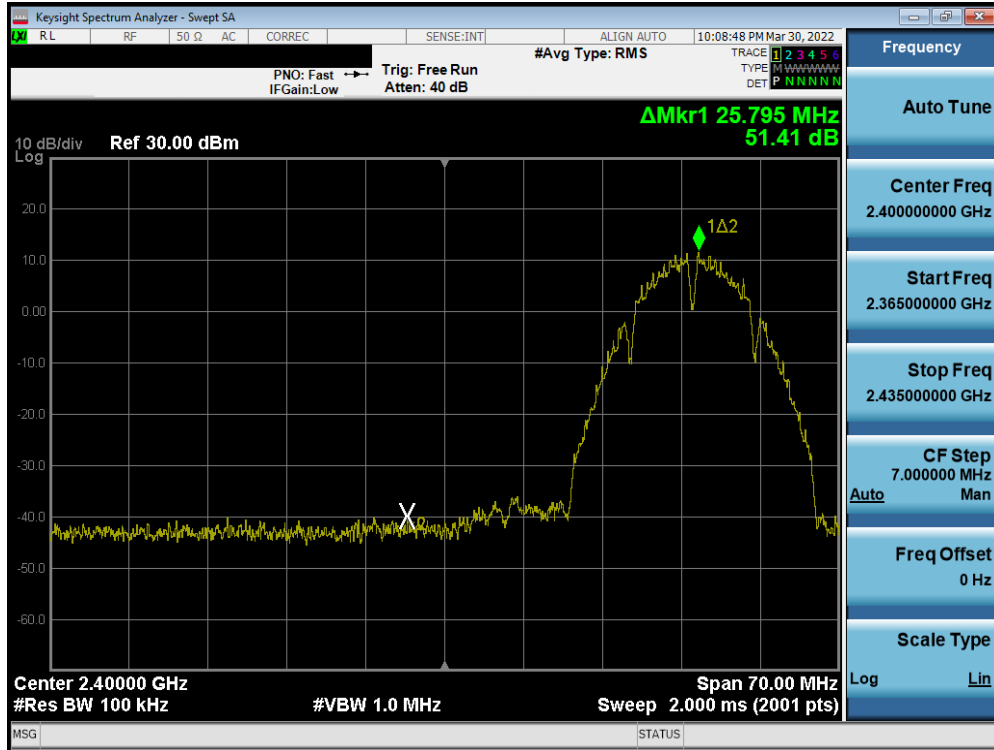 Keysight Spectrum Analyzer - Swept SA
LXI RL RF 50 Ω AC CORREC SENSE:INT ALIGN AUTO 10:08:48 PM Mar 30, 2022
#Avg Type: RMS TRACE 1 2 3 4 5 6
PNO: Fast Trig: Free Run TYPE M W W W W W
IFGain:Low Atten: 40 dB DET P N N N N N
ΔMkr1 25.795 MHz
51.41 dB
10 dB/div Ref 30.00 dBm
Log
20.0
10.0
0.00
-10.0
-20.0
-30.0
-40.0
-50.0
-60.0
1Δ2
X2
Center 2.40000 GHz Span 70.00 MHz
#Res BW 100 kHz #VBW 1.0 MHz Sweep 2.000 ms (2001 pts)
MSG STATUS
Frequency
Auto Tune
Center Freq
2.400000000 GHz
Start Freq
2.365000000 GHz
Stop Freq
2.435000000 GHz
CF Step
7.000000 MHz
Auto Man
Freq Offset
0 Hz
Scale Type
Log Lin